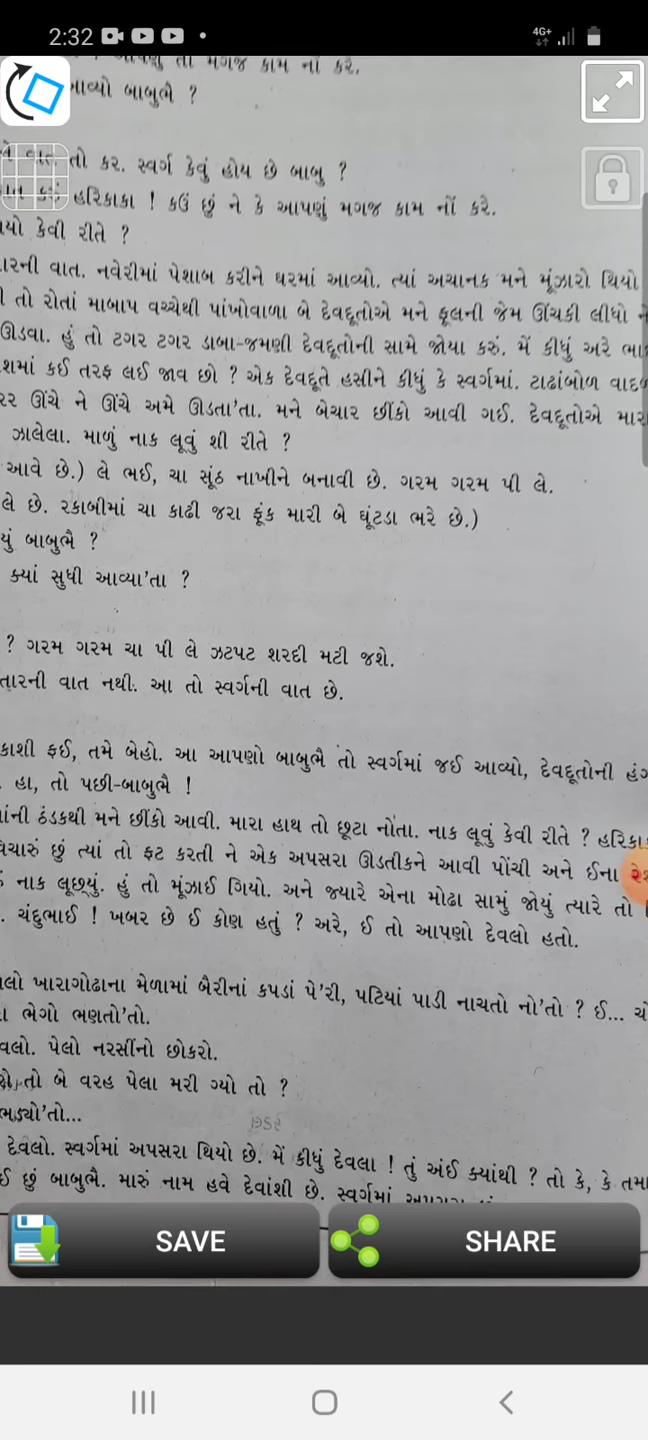 2:32
4G+
આપણું તો મગજ કામ નોં કરે.
આવ્યો બાબુભૈ ?
વાત તો કર. સ્વર્ગ કેવું હોય છે બાબુ ?
હરિકાકા ! કઉં છું ને કે આપણું મગજ કામ નોં કરે.
યો કેવી રીતે ?
ારની વાત. નવેરીમાં પેશાબ કરીને ઘરમાં આવ્યો. ત્યાં અચાનક મને મૂંઝારો થિયો
ી તો રોતાં માબાપ વચ્ચેથી પાંખોવાળા બે દેવદૂતોએ મને ફૂલની જેમ ઊંચકી લીધો ને
ઊડવા. હું તો ટગર ટગર ડાબા-જમણી દેવદૂતોની સામે જોયા કરું. મેં કીધું અરે ભા
શમાં કઈ તરફ લઈ જાવ છો ? એક દેવદૂતે હસીને કીધું કે સ્વર્ગમાં. ટાઢાંબોળ વાદળ
રર ઊંચે ને ઊંચે અમે ઊડતા'તા. મને બેચાર છીંકો આવી ગઈ. દેવદૂતોએ મારા
ઝાલેલા. માળું નાક લૂવું શી રીતે ?
આવે છે.) લે ભઈ, ચા સૂંઠ નાખીને બનાવી છે. ગરમ ગરમ પી લે.
લે છે. રકાબીમાં ચા કાઢી જરા ફૂંક મારી બે ઘૂંટડા ભરે છે.)
યું બાબુભૈ ?
ક્યાં સુધી આવ્યા'તા ?
? ગરમ ગરમ ચા પી લે ઝટપટ શરદી મટી જશે.
તારની વાત નથી. આ તો સ્વર્ગની વાત છે.
કાશી ફઈ, તમે બેહો. આ આપણો બાબુભૈ તો સ્વર્ગમાં જઈ આવ્યો, દેવદૂતોની હંગ
. હા, તો પછી-બાબુભૈ !
ાંની ઠંડકથી મને છીંકો આવી. મારા હાથ તો છૂટા નોંતા. નાક લૂવું કેવી રીતે ? હરિકાક
વેચારું છું ત્યાં તો ફટ કરતી ને એક અપસરા ઊડતીકને આવી પોંચી અને ઈના રેશ
નાક લૂછ્યું. હું તો મૂંઝાઈ ગિયો. અને જ્યારે એના મોઢા સામું જોયું ત્યારે તો
. ચંદુભાઈ ! ખબર છે ઈ કોણ હતું ? અરે, ઈ તો આપણો દેવલો હતો.
લો ખારાગોઢાના મેળામાં બૈરીનાં કપડાં પે'રી, પટિયાં પાડી નાચતો નો'તો ? ઈ... ચો
ા ભેગો ભણતો'તો.
વલો. પેલો નરસીંનો છોકરો.
તો બે વરહ પેલા મરી ગ્યો તો ?
ભડ્યો'તો...
દેવલો. સ્વર્ગમાં અપસરા થિયો છે. મેં કીધું દેવલા ! તું અંઈ ક્યાંથી ? તો કે, કે તમા
ઈ છું બાબુભૈ. મારું નામ હવે દેવાંશી છે. સ્વર્ગમાં
SAVE
SHARE